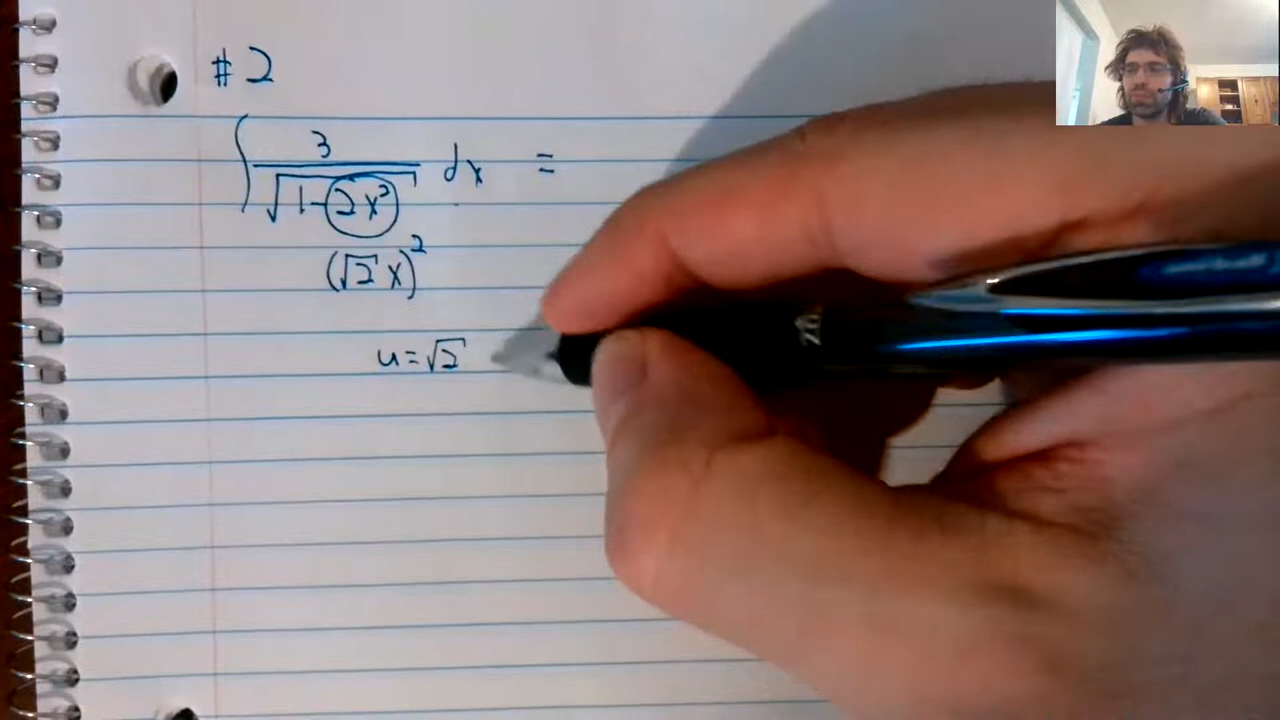 #2
∫ 3/√(1-2x²) dx =
(√2 x)²
u=√2